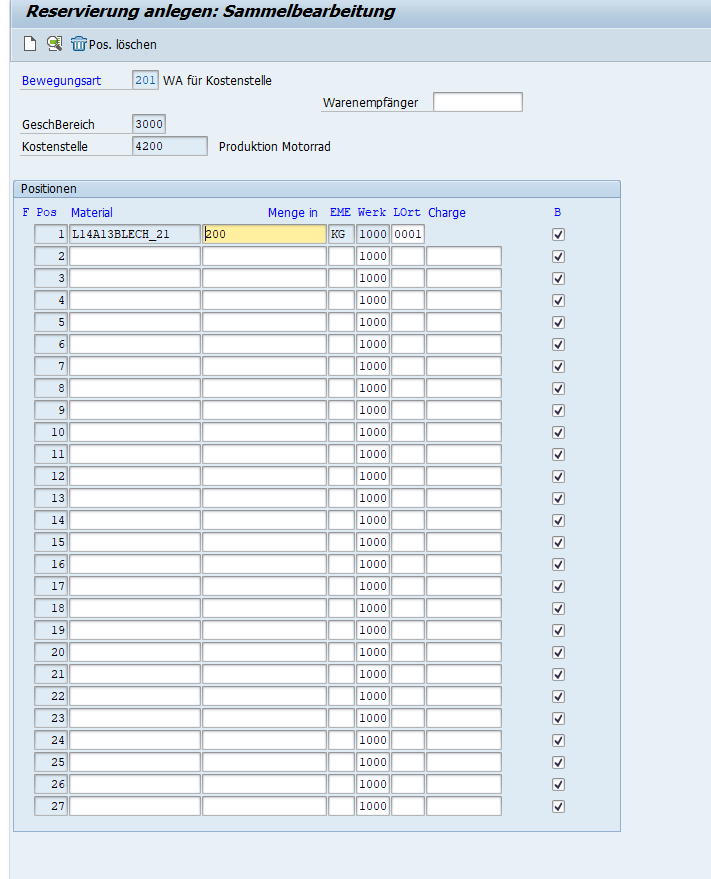 Reservierung anlegen: Sammelbearbeitung
Pos. löschen
Bewegungsart 201 WA für Kostenstelle
Warenempfänger
GeschBereich 3000
Kostenstelle 4200 Produktion Motorrad
Positionen
F Pos Material Menge in EME Werk LOrt Charge B
1 L14A13BLECH_21 200 KG 1000 0001
2 1000
3 1000
4 1000
5 1000
6 1000
7 1000
8 1000
9 1000
10 1000
11 1000
12 1000
13 1000
14 1000
15 1000
16 1000
17 1000
18 1000
19 1000
20 1000
21 1000
22 1000
23 1000
24 1000
25 1000
26 1000
27 1000